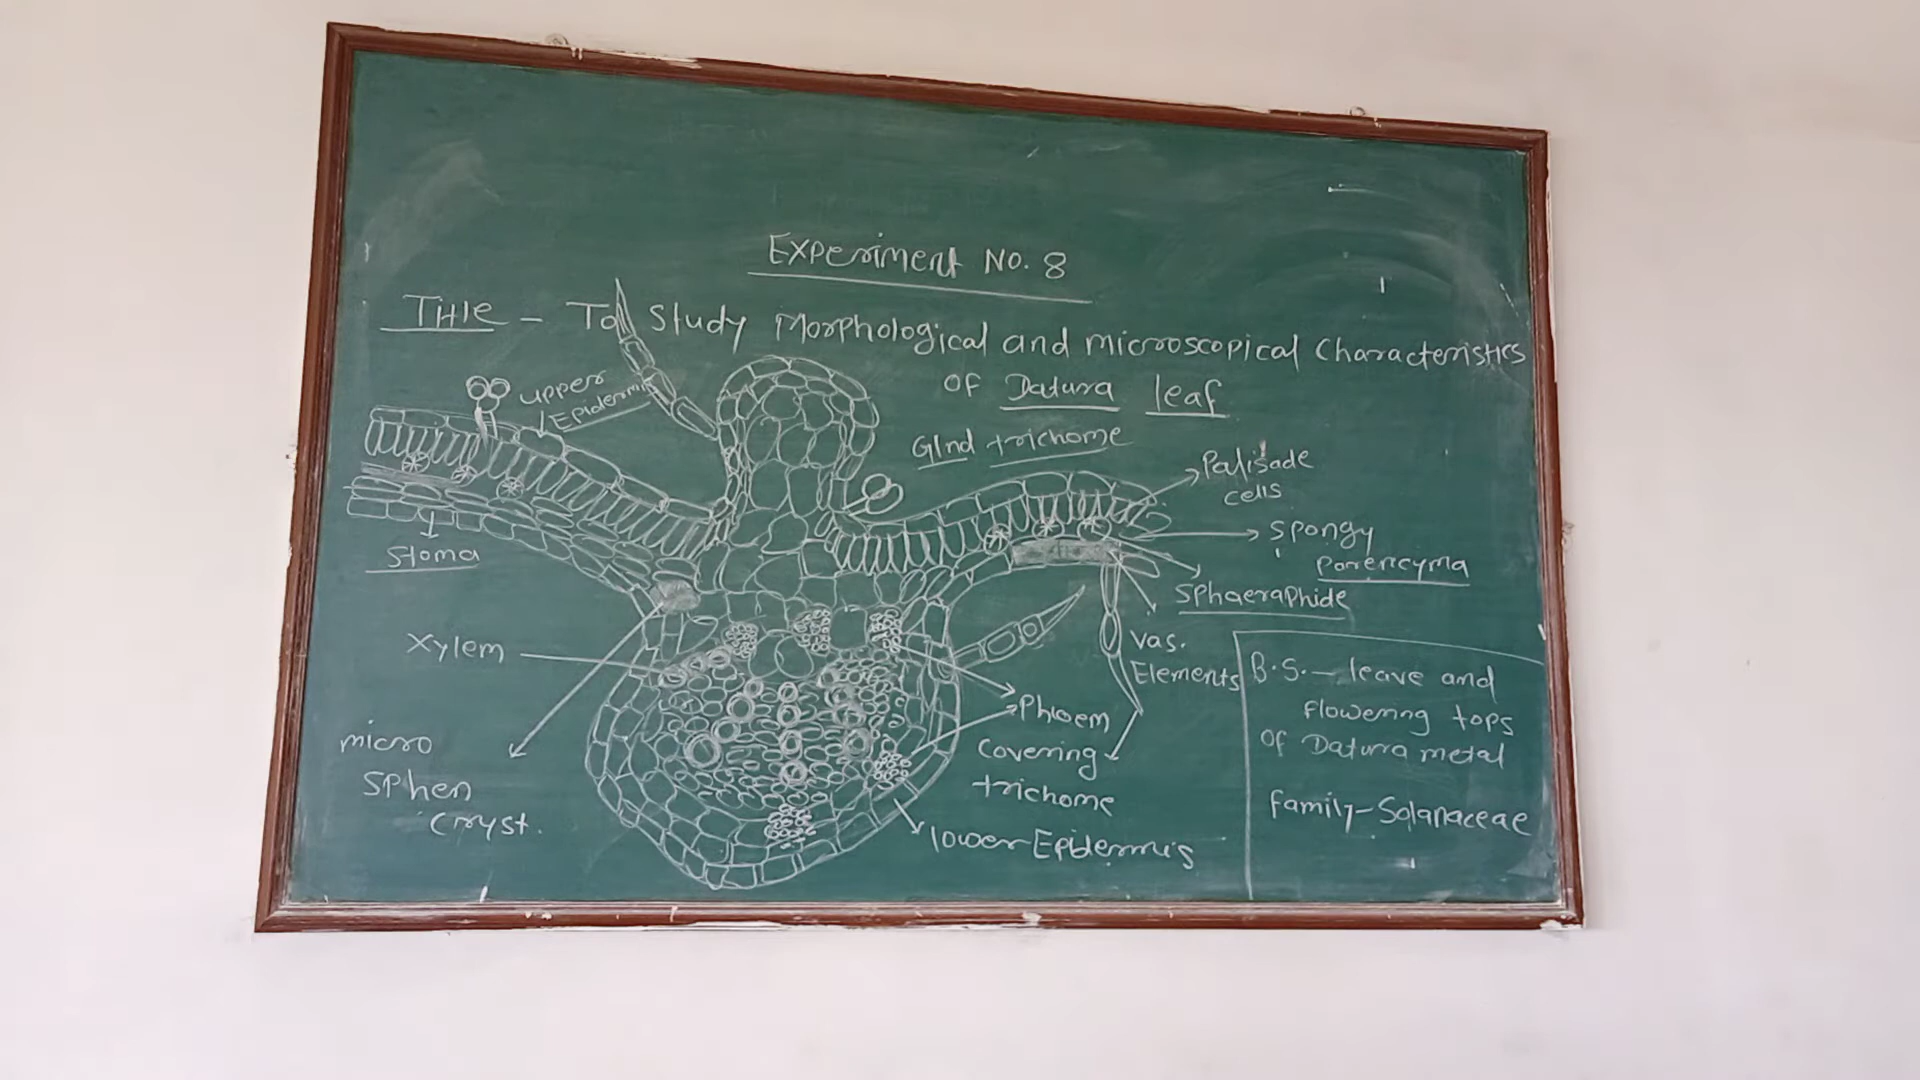 Experiment No. 8
Title - To Study Morphological and microscopical Characteristics
of Datura leaf
upper
Epidermis
Glnd trichome
Palisade
cells
Spongy
Parencyma
Stoma
Sphaeraphide
Xylem
vas.
Elements
Phloem
micro
Sphen
Cryst.
Covering
trichome
lower Epidermis
B.S. - leave and
flowering tops
of Datura metal
family - Solanaceae